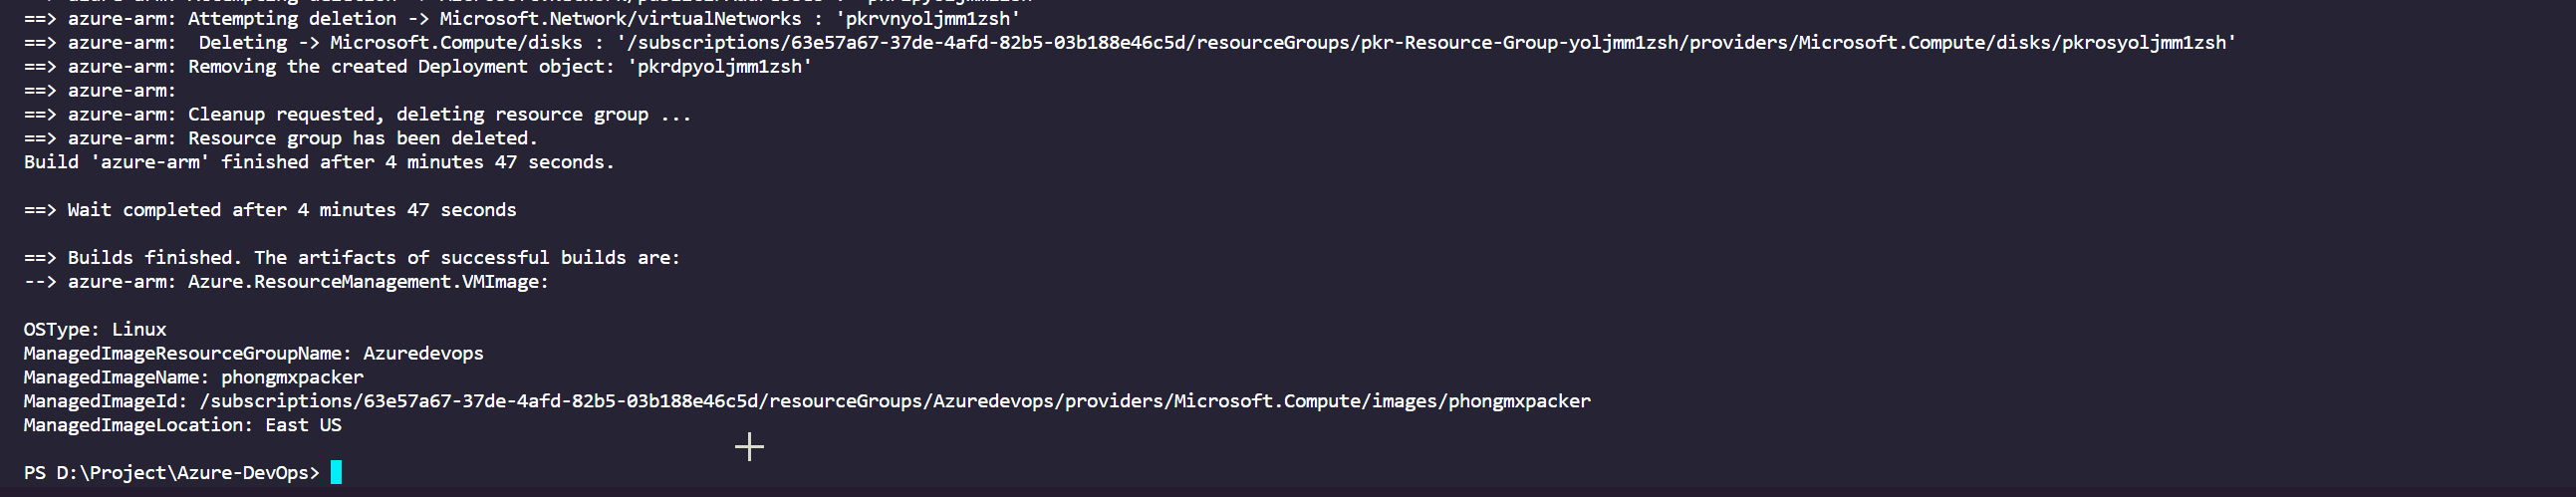 ==> azure-arm: Attempting deletion -> Microsoft.Network/virtualNetworks : 'pkrvnyoljmm1zsh'
==> azure-arm:  Deleting -> Microsoft.Compute/disks : '/subscriptions/63e57a67-37de-4afd-82b5-03b188e46c5d/resourceGroups/pkr-Resource-Group-yoljmm1zsh/providers/Microsoft.Compute/disks/pkrosyoljmm1zsh'
==> azure-arm: Removing the created Deployment object: 'pkrdpyoljmm1zsh'
==> azure-arm:
==> azure-arm: Cleanup requested, deleting resource group ...
==> azure-arm: Resource group has been deleted.
Build 'azure-arm' finished after 4 minutes 47 seconds.
==> Wait completed after 4 minutes 47 seconds
==> Builds finished. The artifacts of successful builds are:
--> azure-arm: Azure.ResourceManagement.VMImage:
OSType: Linux
ManagedImageResourceGroupName: Azuredevops
ManagedImageName: phongmxpacker
ManagedImageId: /subscriptions/63e57a67-37de-4afd-82b5-03b188e46c5d/resourceGroups/Azuredevops/providers/Microsoft.Compute/images/phongmxpacker
ManagedImageLocation: East US
PS D:\Project\Azure-DevOps>